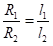 R₁/R₂ = l₁/l₂